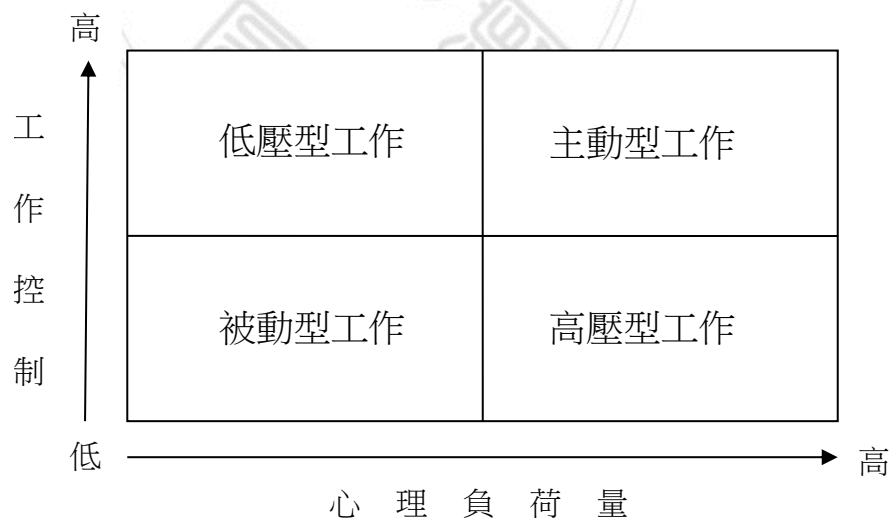 高
工作控制
低壓型工作 主動型工作
被動型工作 高壓型工作
低 高
心理負荷量